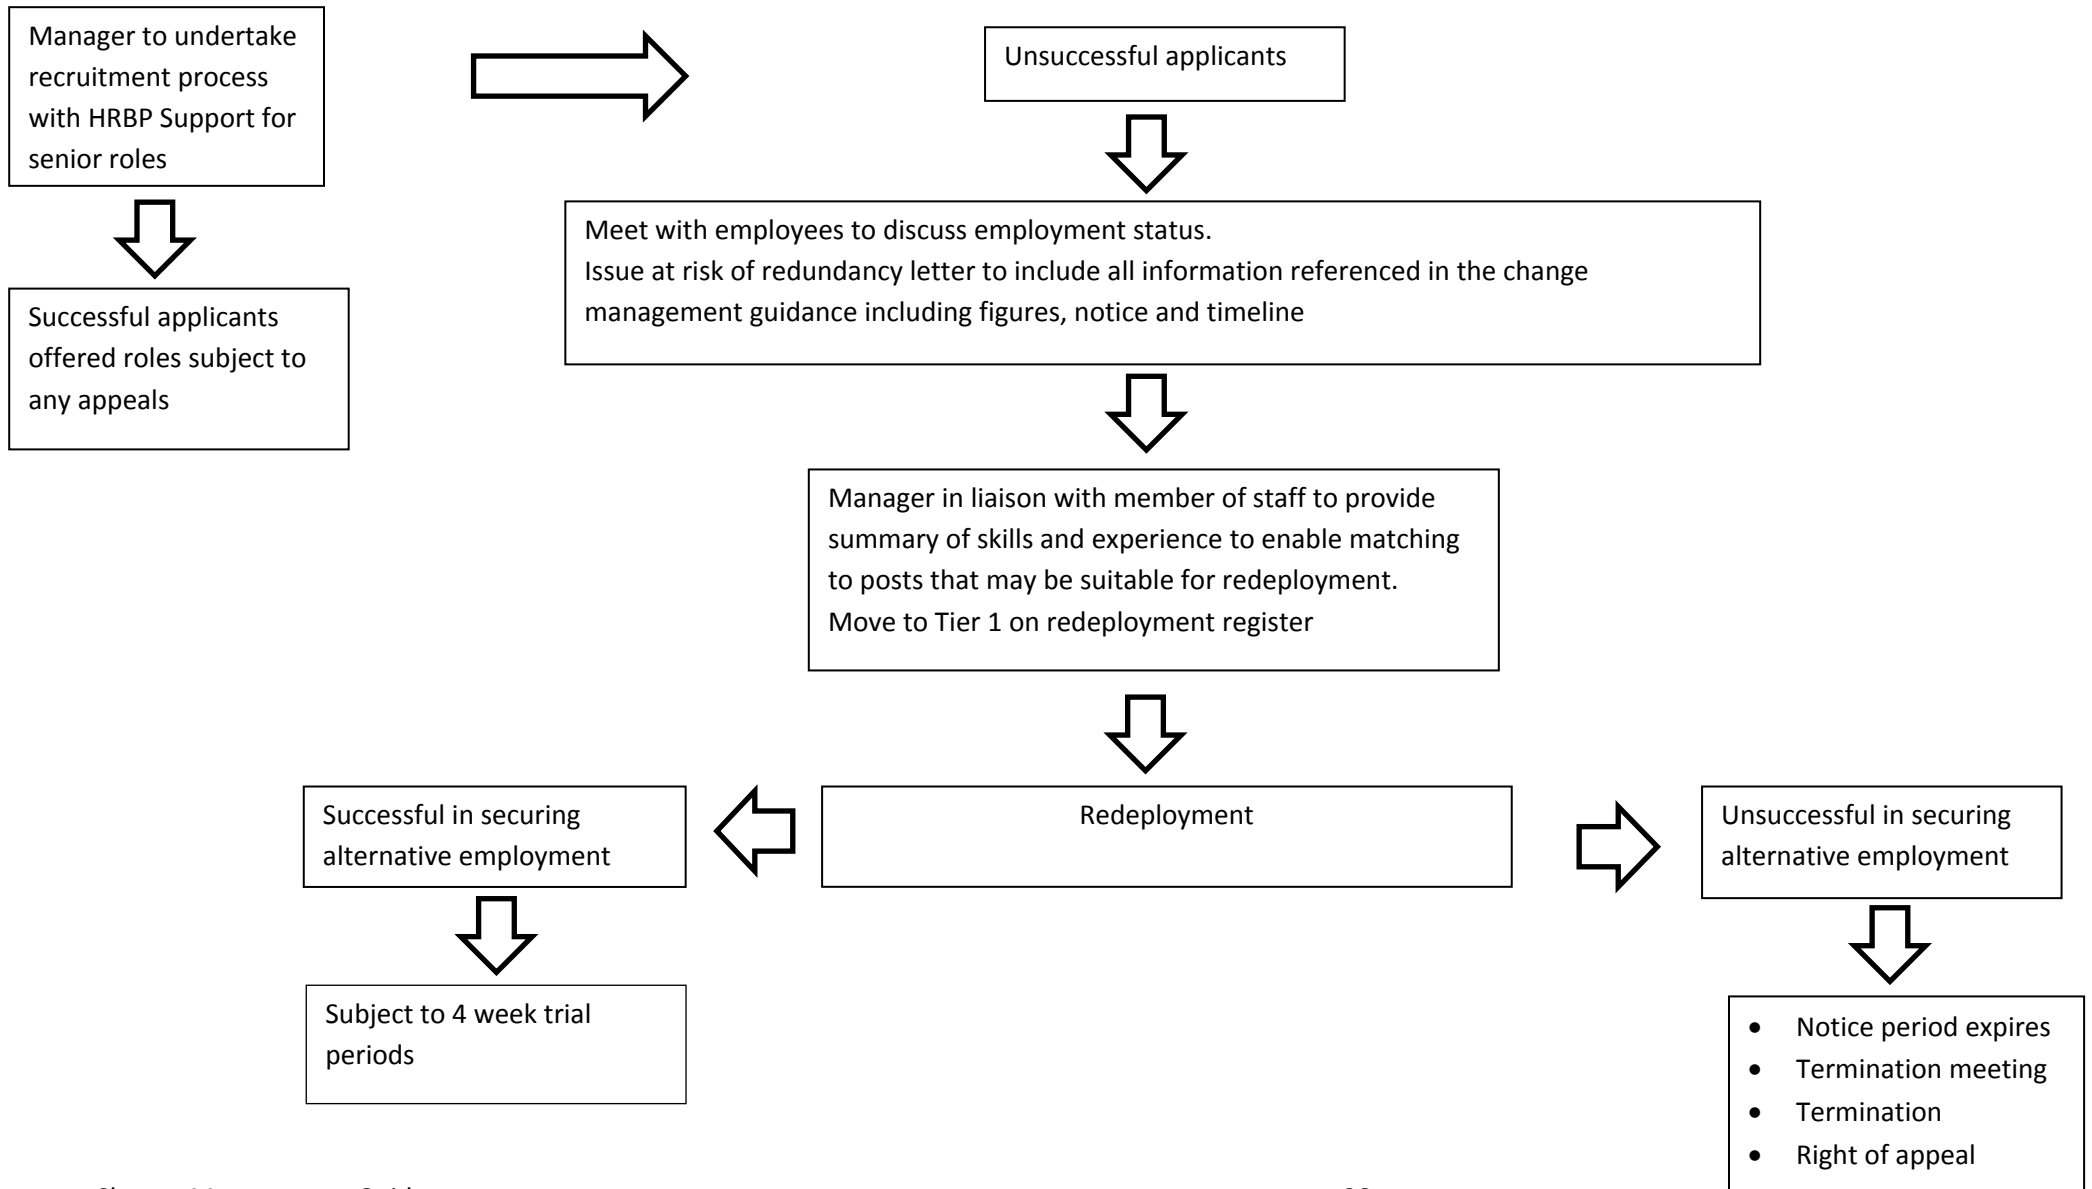 Manager to undertake
recruitment process
with HRBP Support for
senior roles
Unsuccessful applicants
Successful applicants
offered roles subject to
any appeals
Meet with employees to discuss employment status.
Issue at risk of redundancy letter to include all information referenced in the change
management guidance including figures, notice and timeline
Manager in liaison with member of staff to provide
summary of skills and experience to enable matching
to posts that may be suitable for redeployment.
Move to Tier 1 on redeployment register
Successful in securing
alternative employment
Redeployment
Unsuccessful in securing
alternative employment
Subject to 4 week trial
periods
• Notice period expires
• Termination meeting
• Termination
• Right of appeal